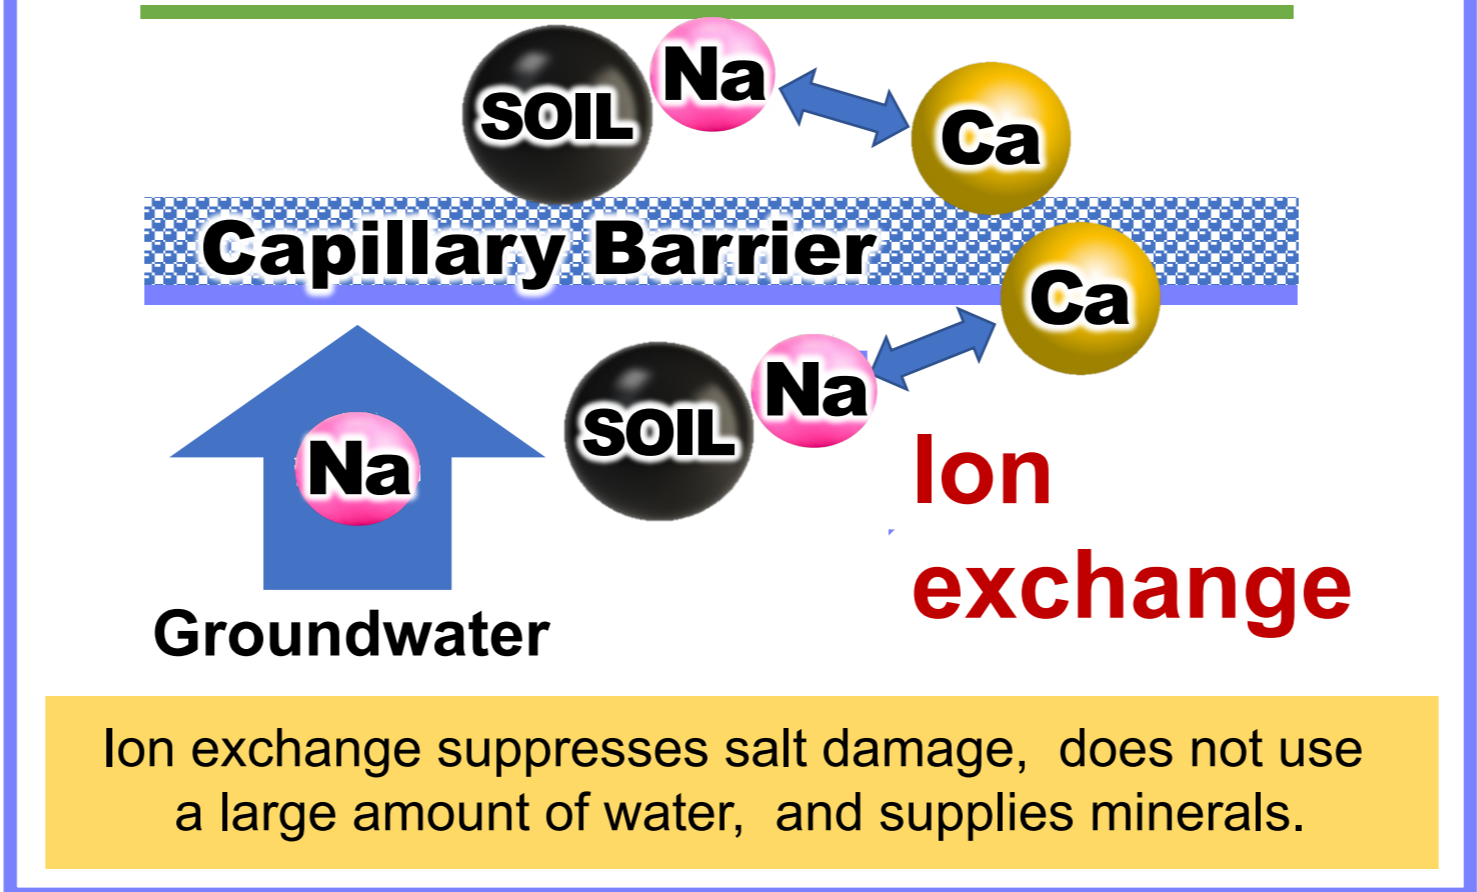 Na
SOIL
Ca
Capillary Barrier
Ca
Na
SOIL
Na
Ion
exchange
Groundwater
Ion exchange suppresses salt damage,  does not use
a large amount of water,  and supplies minerals.